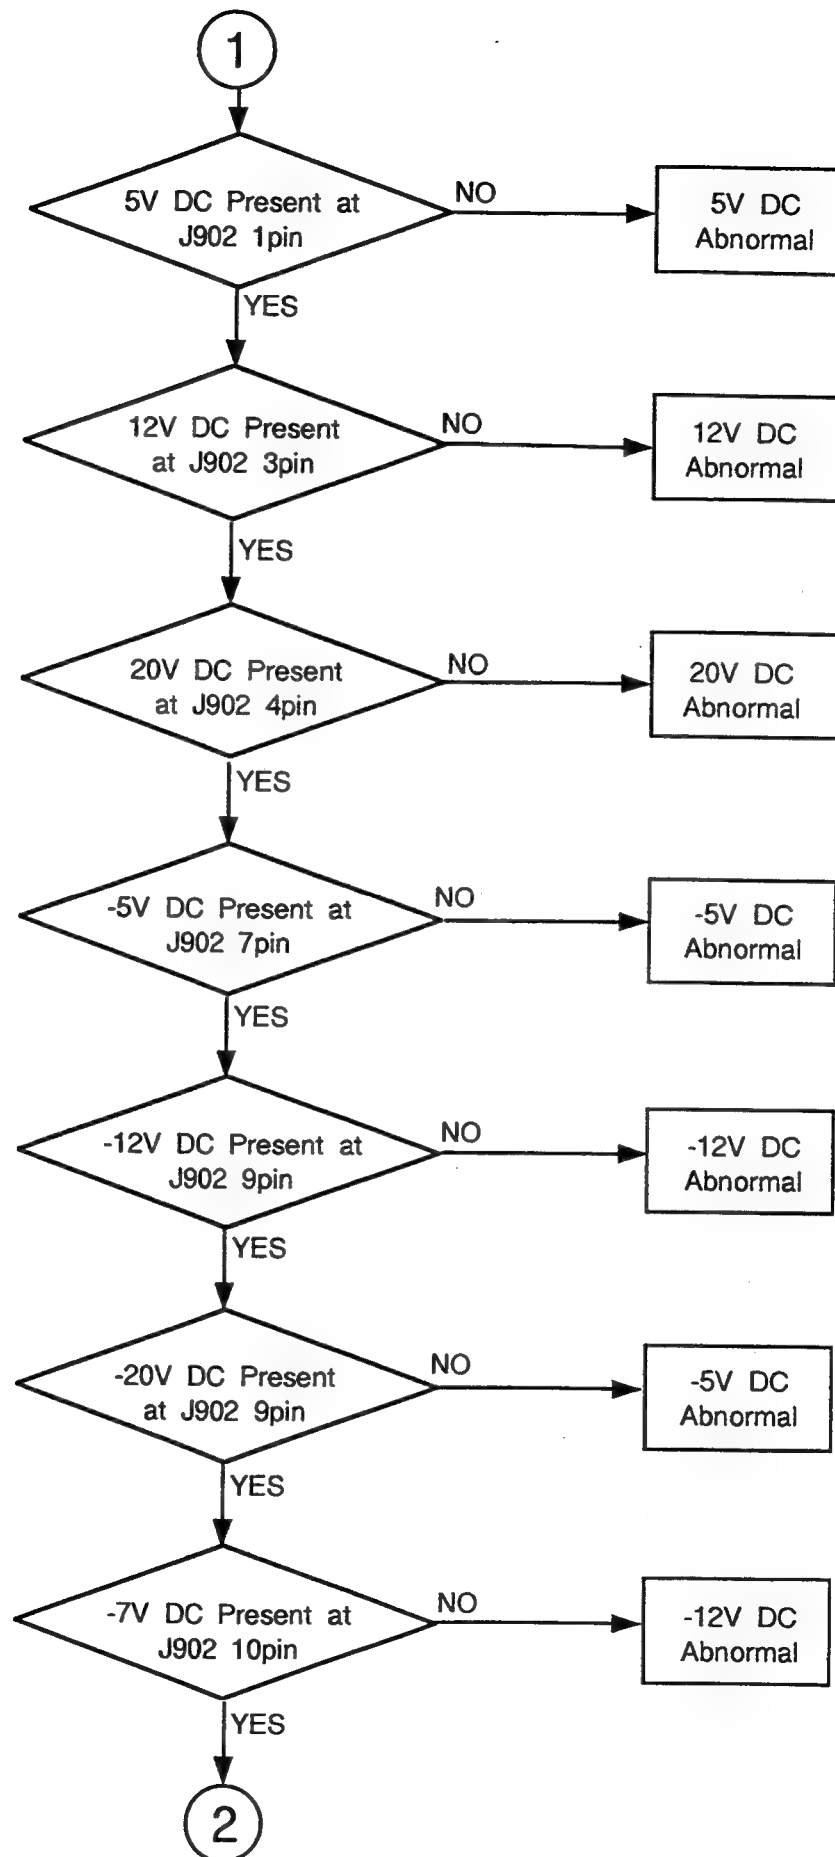 1
5V DC Present at
J902 1pin
NO
5V DC
Abnormal
YES
12V DC Present
at J902 3pin
NO
12V DC
Abnormal
YES
20V DC Present
at J902 4pin
NO
20V DC
Abnormal
YES
-5V DC Present at
J902 7pin
NO
-5V DC
Abnormal
YES
-12V DC Present at
J902 9pin
NO
-12V DC
Abnormal
YES
-20V DC Present
at J902 9pin
NO
-5V DC
Abnormal
YES
-7V DC Present at
J902 10pin
NO
-12V DC
Abnormal
YES
2